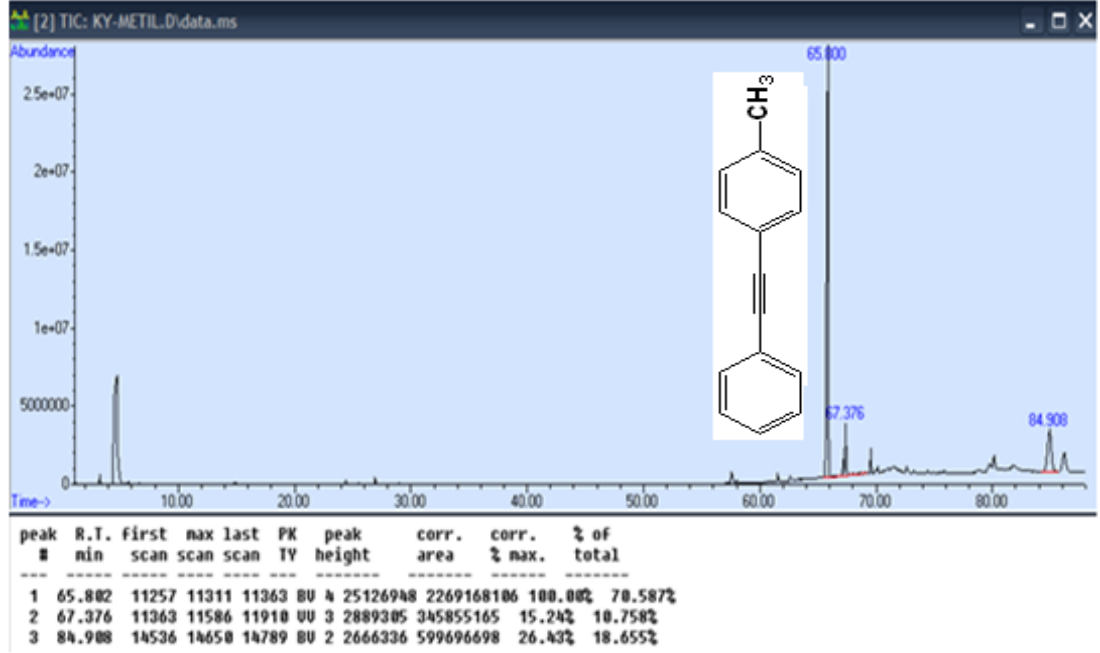 [2] TIC: KY-METIL.D\data.ms
Abundance
65.800
2.5e+07
2e+07
1.5e+07
1e+07
5000000
0
CH3
67.376
84.908
Time-->
10.00 20.00 30.00 40.00 50.00 60.00 70.00 80.00
peak R.T. first max last PK peak corr. corr. % of
# min scan scan scan TY height area % max. total
--- ----- ----- ---- ---- --- ------- ------- ------ -------
1 65.802 11257 11311 11363 BV 4 25126948 2269168106 100.00% 70.587%
2 67.376 11363 11586 11910 VV 3 2889305 345855165 15.24% 10.758%
3 84.908 14536 14650 14789 BV 2 2666336 599696698 26.43% 18.655%